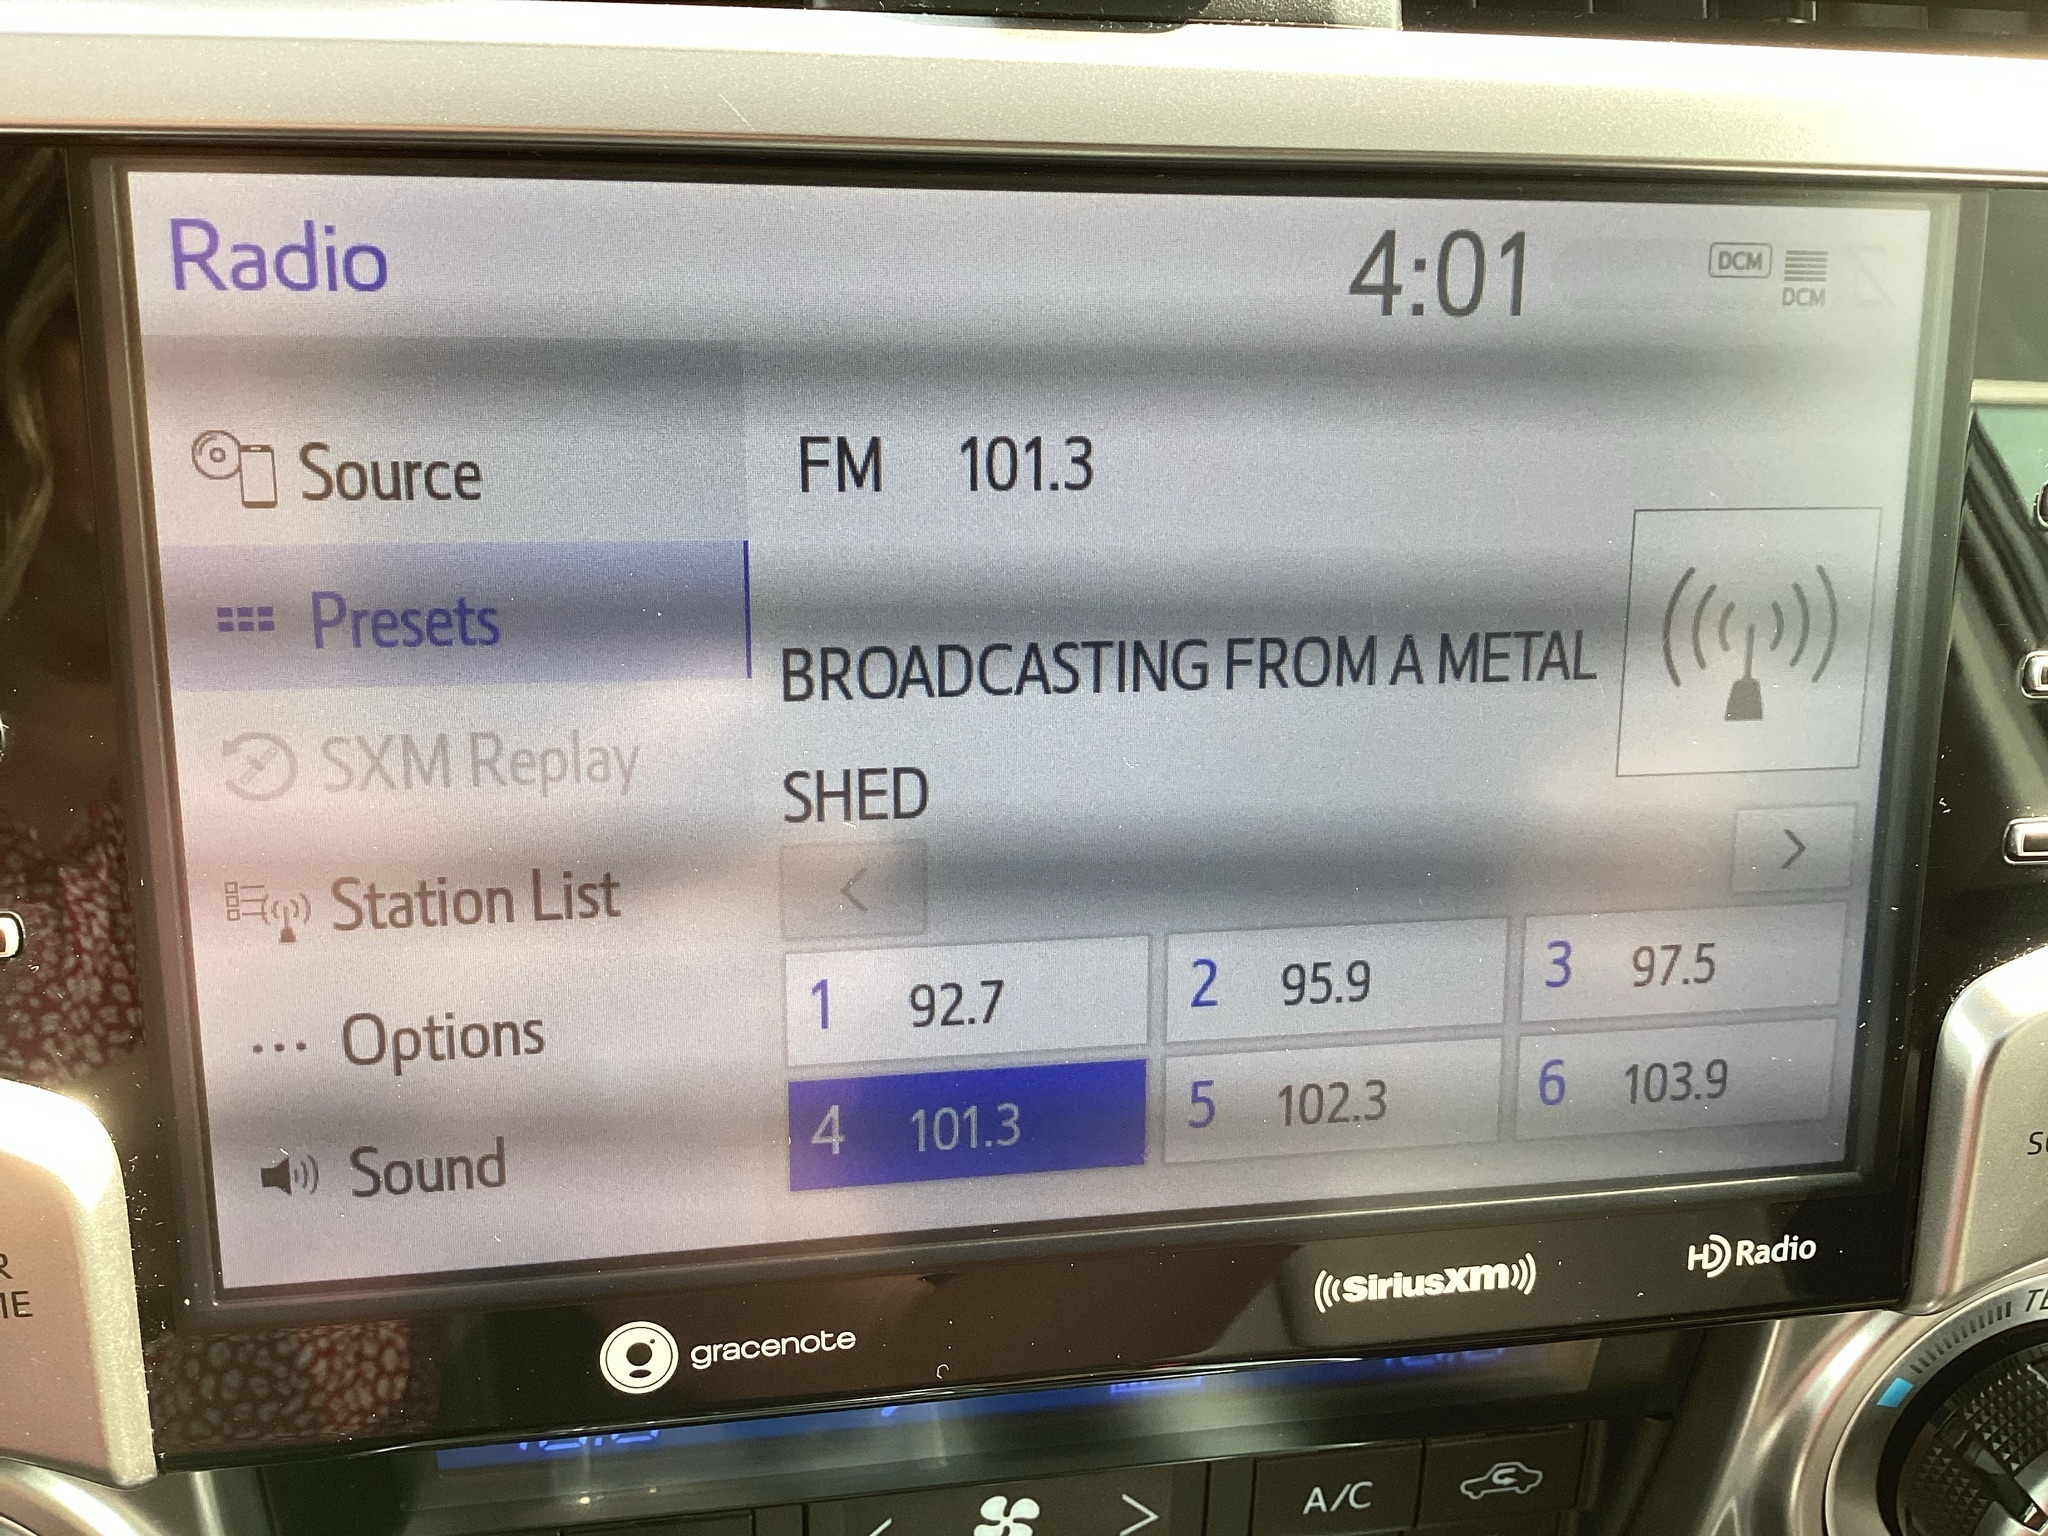 Radio
4:01
DCM
DCM
Source
FM 101.3
Presets
BROADCASTING FROM A METAL
SHED
SXM Replay
Station List
<
>
1 92.7
2 95.9
3 97.5
... Options
4 101.3
5 102.3
6 103.9
Sound
gracenote
((SiriusXM))
HD Radio
A/C